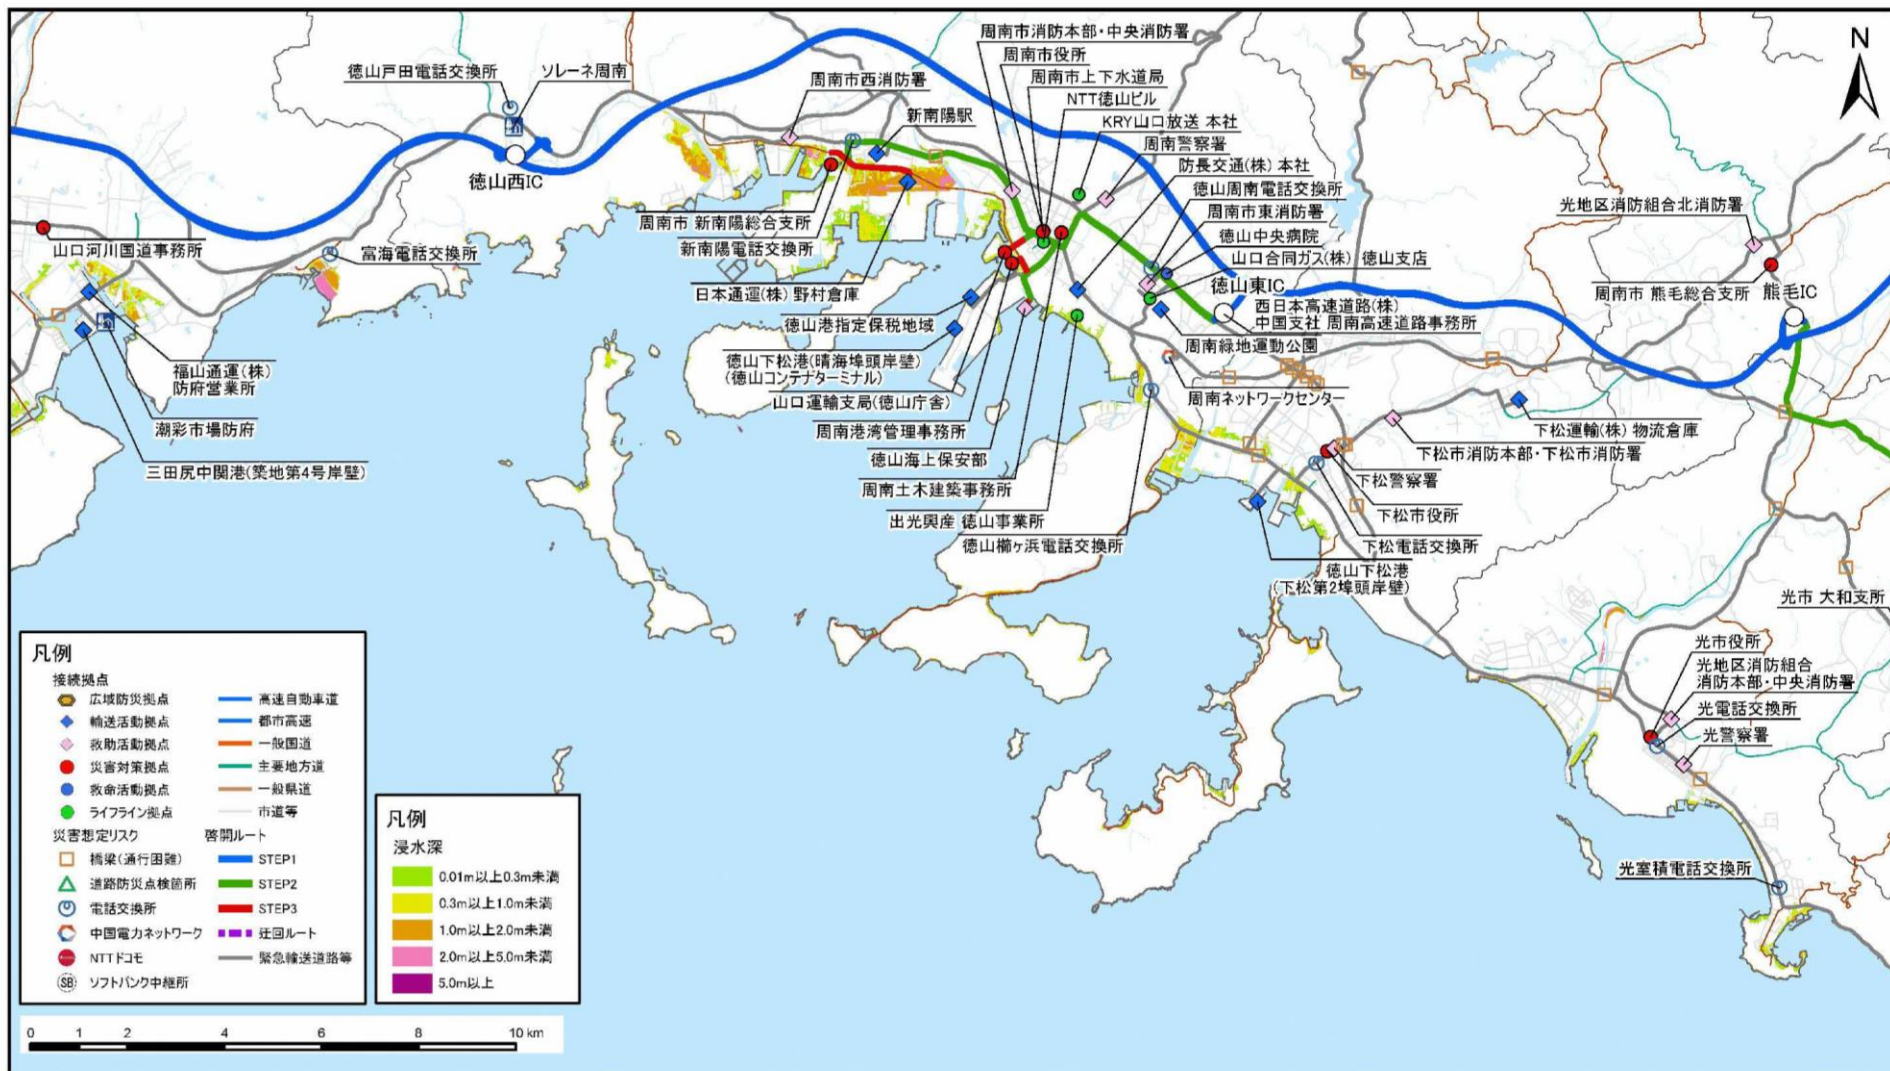 N
徳山戸田電話交換所
ソレーネ周南
周南市西消防署
新南陽駅
周南市消防本部・中央消防署
周南市役所
周南市上下水道局
NTT徳山ビル
KRY山口放送 本社
周南警察署
防長交通(株) 本社
徳山周南電話交換所
周南市東消防署
徳山中央病院
山口合同ガス(株) 徳山支店
徳山東IC
西日本高速道路(株)
中国支社 周南高速道路事務所
周南緑地運動公園
周南ネットワークセンター
徳山西IC
山口河川国道事務所
富海電話交換所
福山通運(株)
防府営業所
潮彩市場防府
三田尻中関港(築地第4号岸壁)
周南市 新南陽総合支所
新南陽電話交換所
日本通運(株) 野村倉庫
徳山港指定保税地域
徳山下松港(晴海埠頭岸壁)
(徳山コンテナターミナル)
山口運輸支局(徳山庁舎)
周南港湾管理事務所
徳山海上保安部
周南土木建築事務所
出光興産 徳山事業所
徳山櫛ヶ浜電話交換所
光地区消防組合北消防署
周南市 熊毛総合支所
熊毛IC
下松運輸(株) 物流倉庫
下松市消防本部・下松市消防署
下松警察署
下松市役所
下松電話交換所
徳山下松港
(下松第2埠頭岸壁)
光市 大和支所
光市役所
光地区消防組合
消防本部・中央消防署
光電話交換所
光警察署
光室積電話交換所
凡例
接続拠点
広域防災拠点
輸送活動拠点
救助活動拠点
災害対策拠点
救命活動拠点
ライフライン拠点
災害想定リスク
橋梁(通行困難)
道路防災点検箇所
電話交換所
中国電力ネットワーク
NTTドコモ
SB ソフトバンク中継所
高速自動車道
都市高速
一般国道
主要地方道
一般県道
市道等
啓開ルート
STEP1
STEP2
STEP3
迂回ルート
緊急輸送道路等
凡例
浸水深
0.01m以上0.3m未満
0.3m以上1.0m未満
1.0m以上2.0m未満
2.0m以上5.0m未満
5.0m以上
0 1 2 4 6 8 10 km